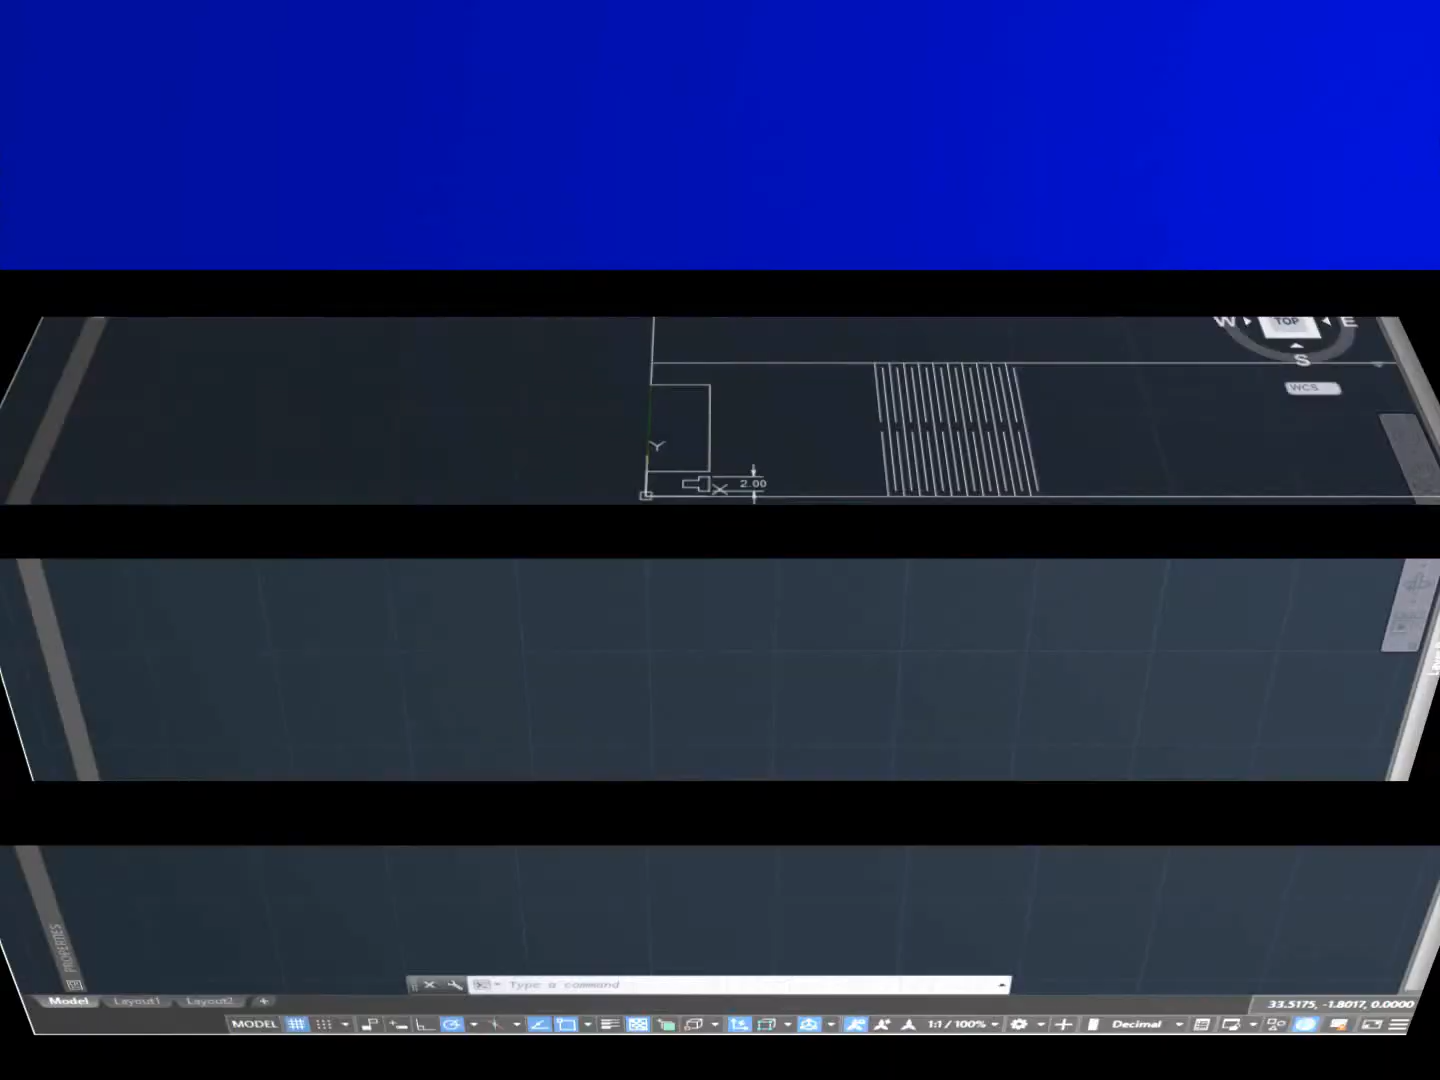 W TOP E
S
WCS
Y
X 2.00
PROPERTIES
Type a command
Model Layout1 Layout2 +
33.5175, -1.8017, 0.0000
MODEL 1:1 / 100% Decimal